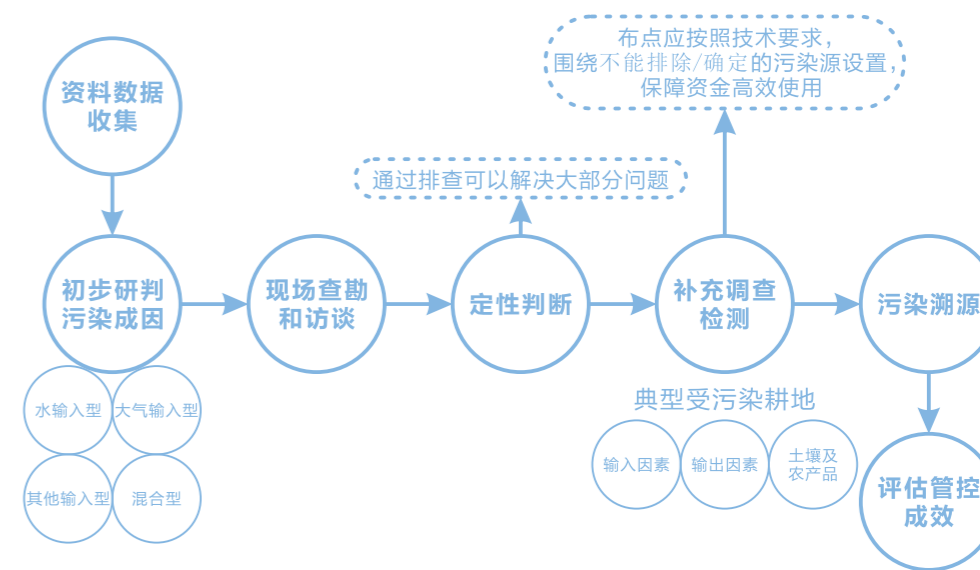 布点应按照技术要求，
围绕不能排除/确定的污染源设置，
保障资金高效使用
资料数据
收集
通过排查可以解决大部分问题
初步研判
污染成因
现场查勘
和访谈
定性判断
补充调查
检测
污染溯源
水输入型
大气输入型
其他输入型
混合型
典型受污染耕地
输入因素
输出因素
土壤及
农产品
评估管控
成效